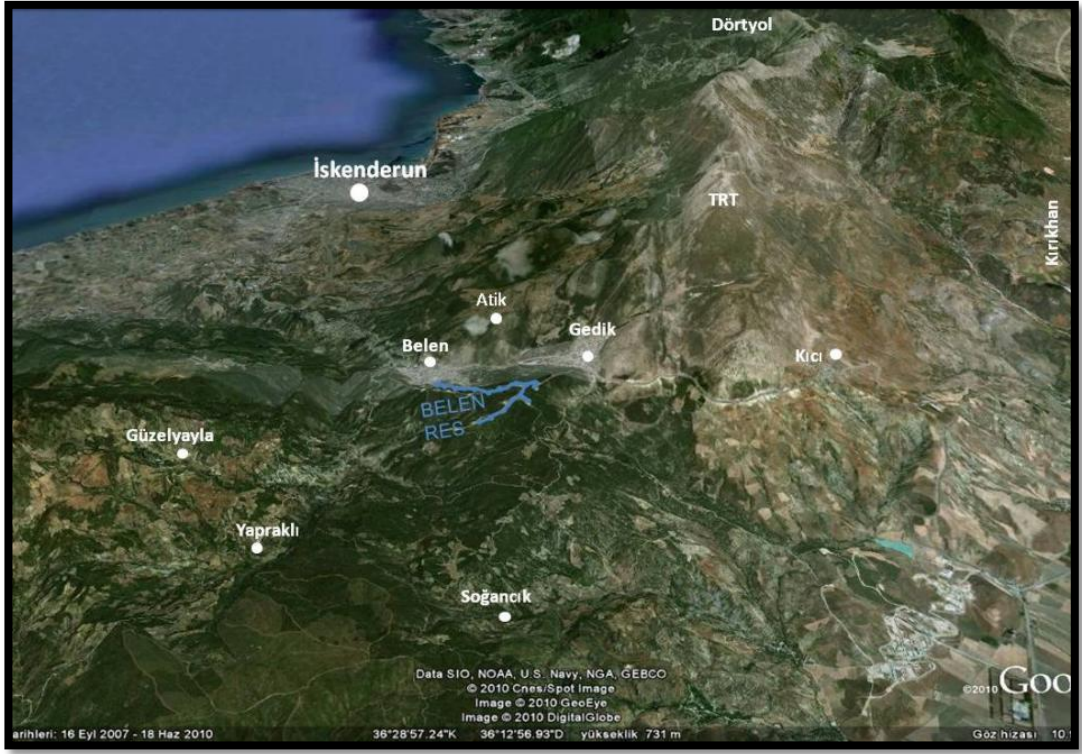 Dörtyol
İskenderun
TRT
Kırıkhan
Atik
Gedik
Belen
Kıcı
BELEN
RES
Güzelyayla
Yapraklı
Soğancık
Data SIO, NOAA, U.S. Navy, NGA, GEBCO
© 2010 Cnes/Spot Image
Image © 2010 GeoEye
Image © 2010 DigitalGlobe
©2010 Goo
arihleri: 16 Eyl 2007 - 18 Haz 2010 36°28'57.24"K 36°12'56.93"D yükseklik 731 m Göz hizası 10.